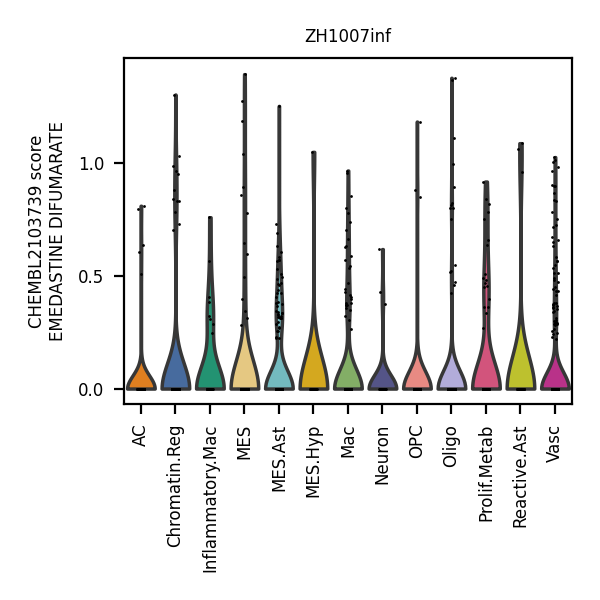 ZH1007inf
CHEMBL2103739 score
EMEDASTINE DIFUMARATE
1.0
0.5
0.0
AC
Chromatin.Reg
Inflammatory.Mac
MES
MES.Ast
MES.Hyp
Mac
Neuron
OPC
Oligo
Prolif.Metab
Reactive.Ast
Vasc